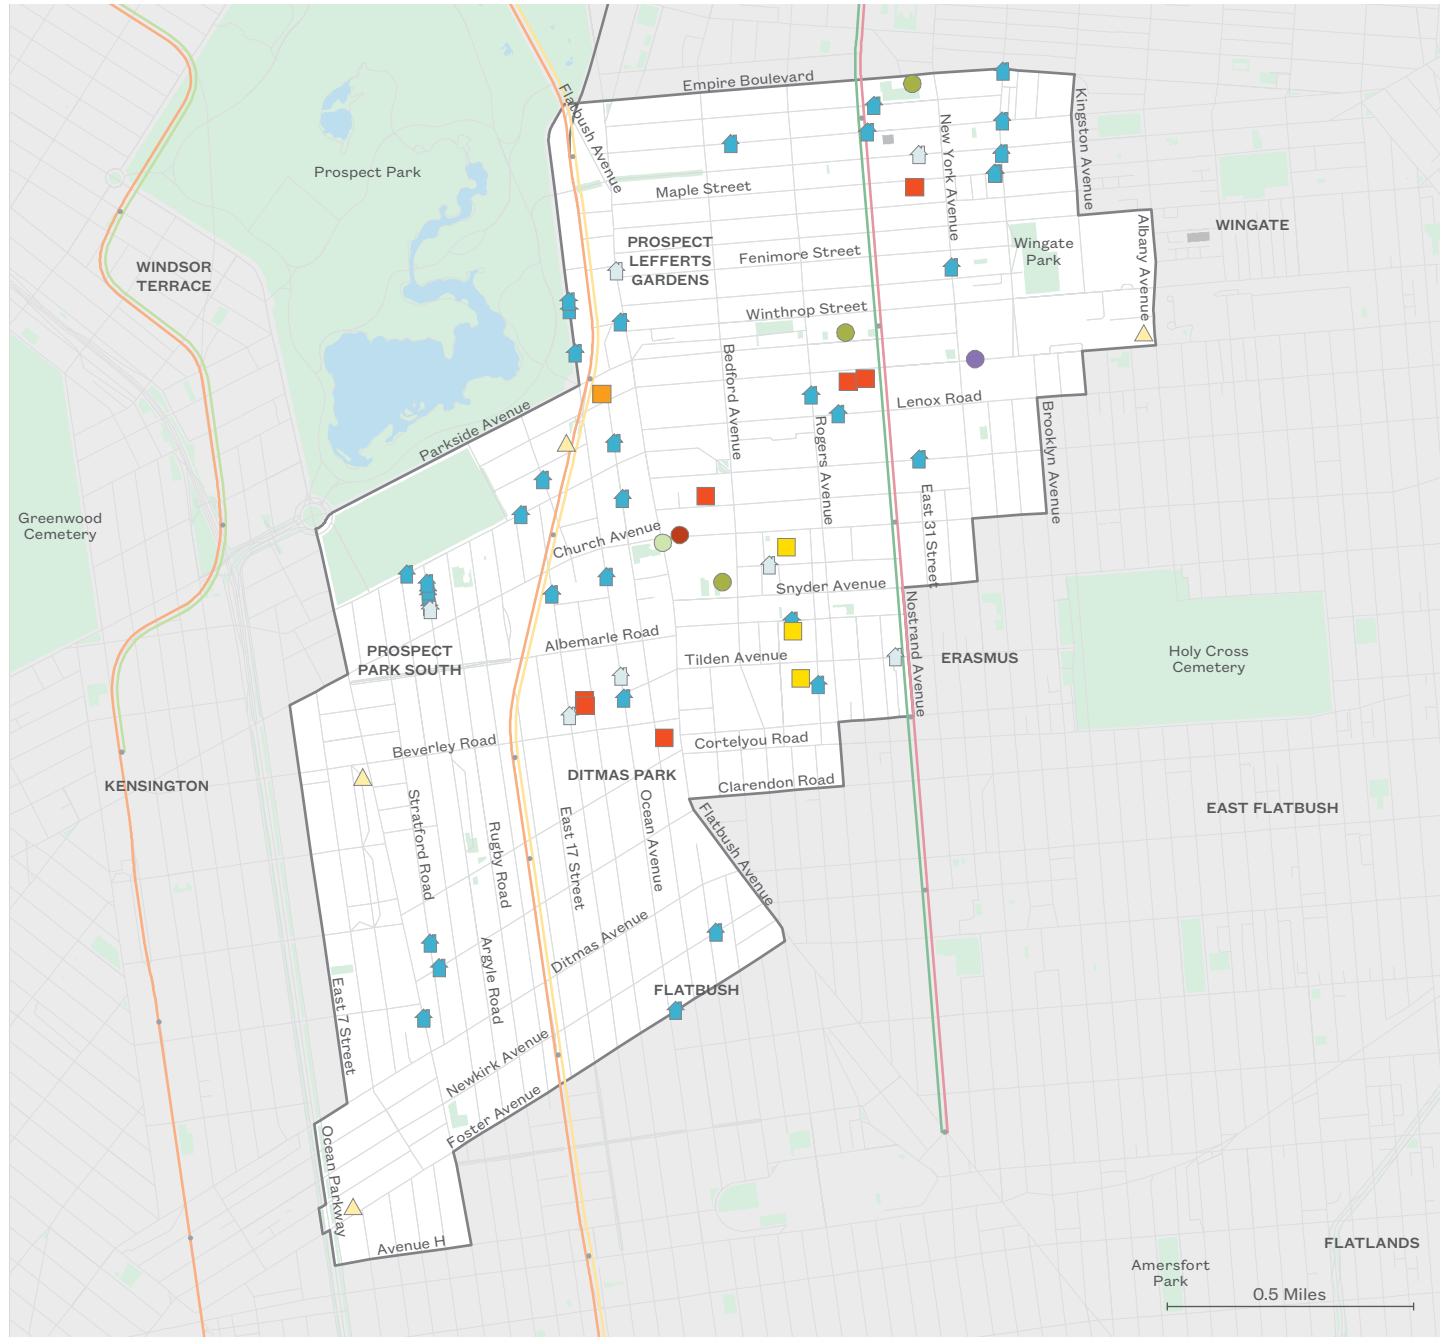 Empire Boulevard
Flatbush Avenue
Kingston Avenue
New York Avenue
Prospect Park
Maple Street
Albany Avenue
WINGATE
PROSPECT
LEFFERTS
GARDENS
Fenimore Street
Wingate
Park
WINDSOR
TERRACE
Winthrop Street
Bedford Avenue
Lenox Road
Parkside Avenue
Rogers Avenue
Brooklyn Avenue
Greenwood
Cemetery
Church Avenue
East 31 Street
Snyder Avenue
Nostrand Avenue
Albemarle Road
PROSPECT
PARK SOUTH
Tilden Avenue
ERASMUS
Holy Cross
Cemetery
Beverley Road
Cortelyou Road
DITMAS PARK
KENSINGTON
Clarendon Road
Stratford Road
Rugby Road
East 17 Street
Ocean Avenue
Flatbush Avenue
EAST FLATBUSH
Ditmas Avenue
Argyle Road
East 7 Street
FLATBUSH
Newkirk Avenue
Foster Avenue
Ocean Parkway
Avenue H
FLATLANDS
Amersfort
Park
0.5 Miles